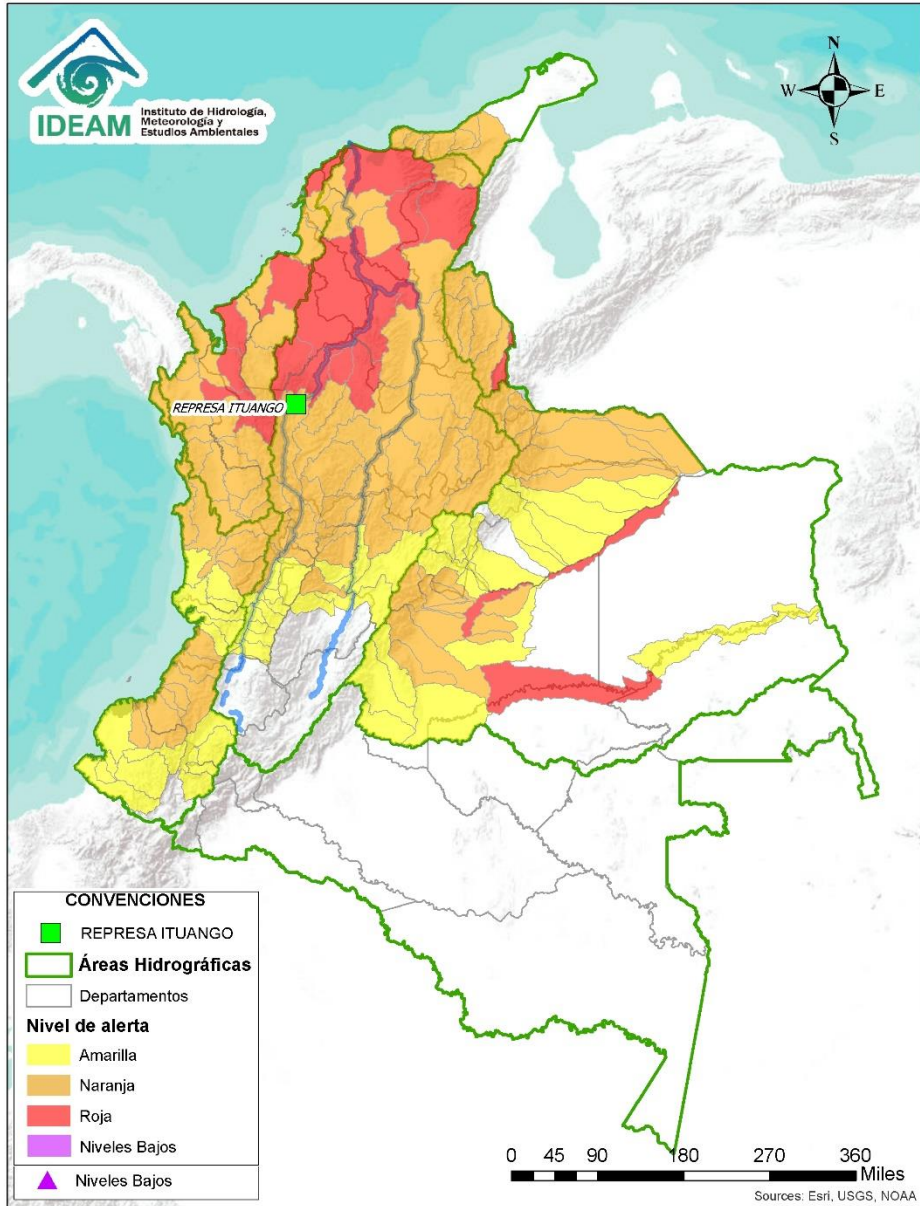 IDEAM
Instituto de Hidrología,
Meteorología y
Estudios Ambientales
N
W
E
S
REPRESA ITUANGO
CONVENCIONES
REPRESA ITUANGO
Áreas Hidrográficas
Departamentos
Nivel de alerta
Amarilla
Naranja
Roja
Niveles Bajos
Niveles Bajos
0 45 90 180 270 360
Miles
Sources: Esri, USGS, NOAA